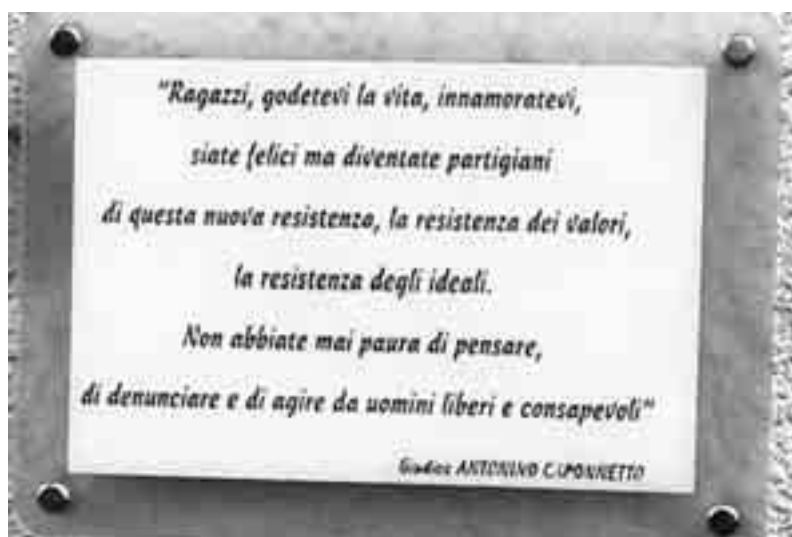 "Ragazzi, godetevi la vita, innamoratevi,
siate felici ma diventate partigiani
di questa nuova resistenza, la resistenza dei valori,
la resistenza degli ideali.
Non abbiate mai paura di pensare,
di denunciare e di agire da uomini liberi e consapevoli"
Giudice ANTONINO CAPONNETTO